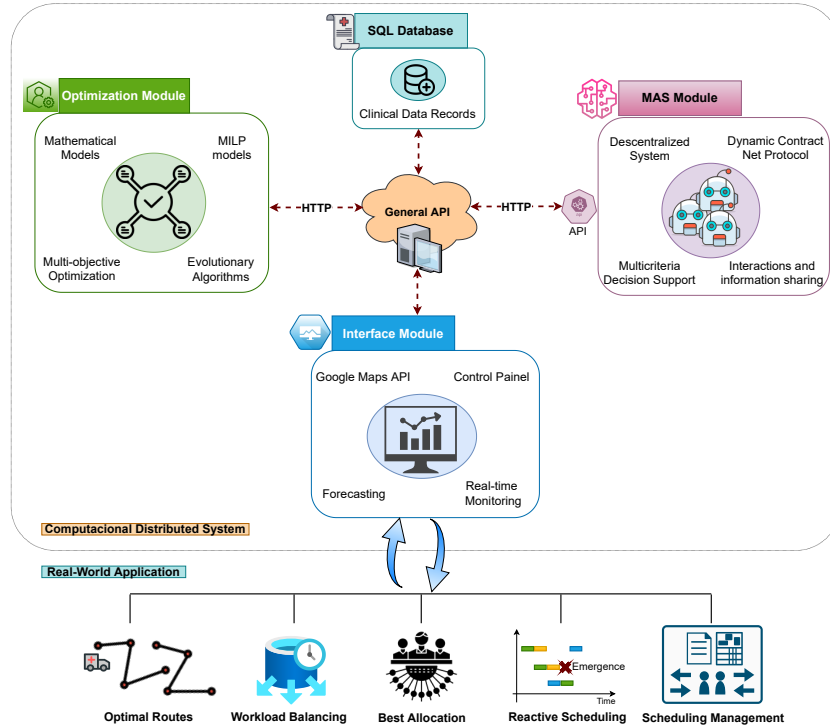 SQL Database
Clinical Data Records
Optimization Module
Mathematical
Models
MILP
models
Multi-objective
Optimization
Evolutionary
Algorithms
HTTP
General API
HTTP
API
MAS Module
Descentralized
System
Dynamic Contract
Net Protocol
Multicriteria
Decision Support
Interactions and
information sharing
Interface Module
Google Maps API
Control Painel
Forecasting
Real-time
Monitoring
Computacional Distributed System
Real-World Application
Emergence
Time
Optimal Routes
Workload Balancing
Best Allocation
Reactive Scheduling
Scheduling Management